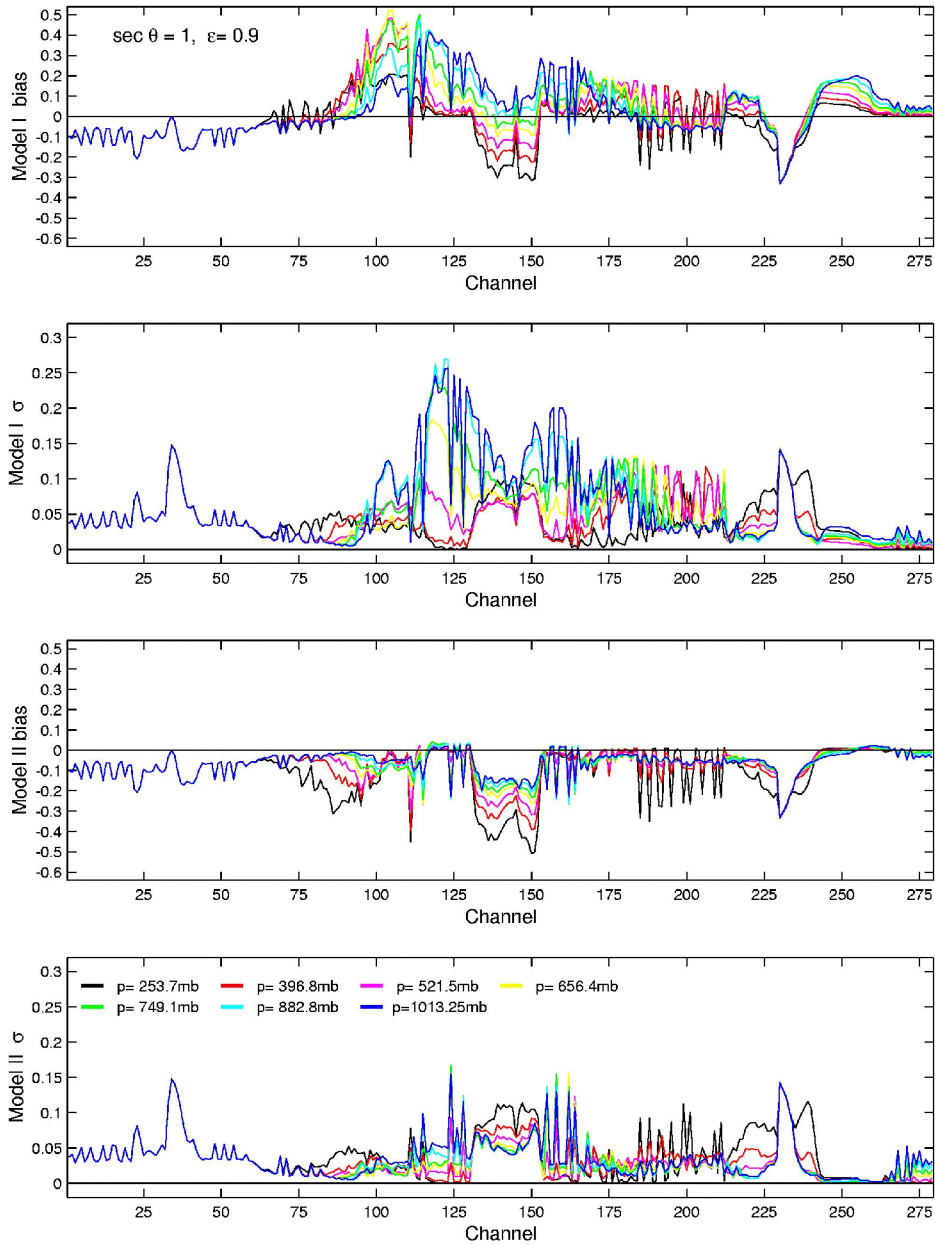 Model I bias
sec θ = 1, ε= 0.9
0.5
0.4
0.3
0.2
0.1
0
-0.1
-0.2
-0.3
-0.4
-0.5
-0.6
25 50 75 100 125 150 175 200 225 250 275
Channel
Model I σ
0.3
0.25
0.2
0.15
0.1
0.05
0
25 50 75 100 125 150 175 200 225 250 275
Channel
Model II bias
0.5
0.4
0.3
0.2
0.1
0
-0.1
-0.2
-0.3
-0.4
-0.5
-0.6
25 50 75 100 125 150 175 200 225 250 275
Channel
Model II σ
0.3
0.25
0.2
0.15
0.1
0.05
0
p= 253.7mb p= 396.8mb p= 521.5mb p= 656.4mb
p= 749.1mb p= 882.8mb p=1013.25mb
25 50 75 100 125 150 175 200 225 250 275
Channel